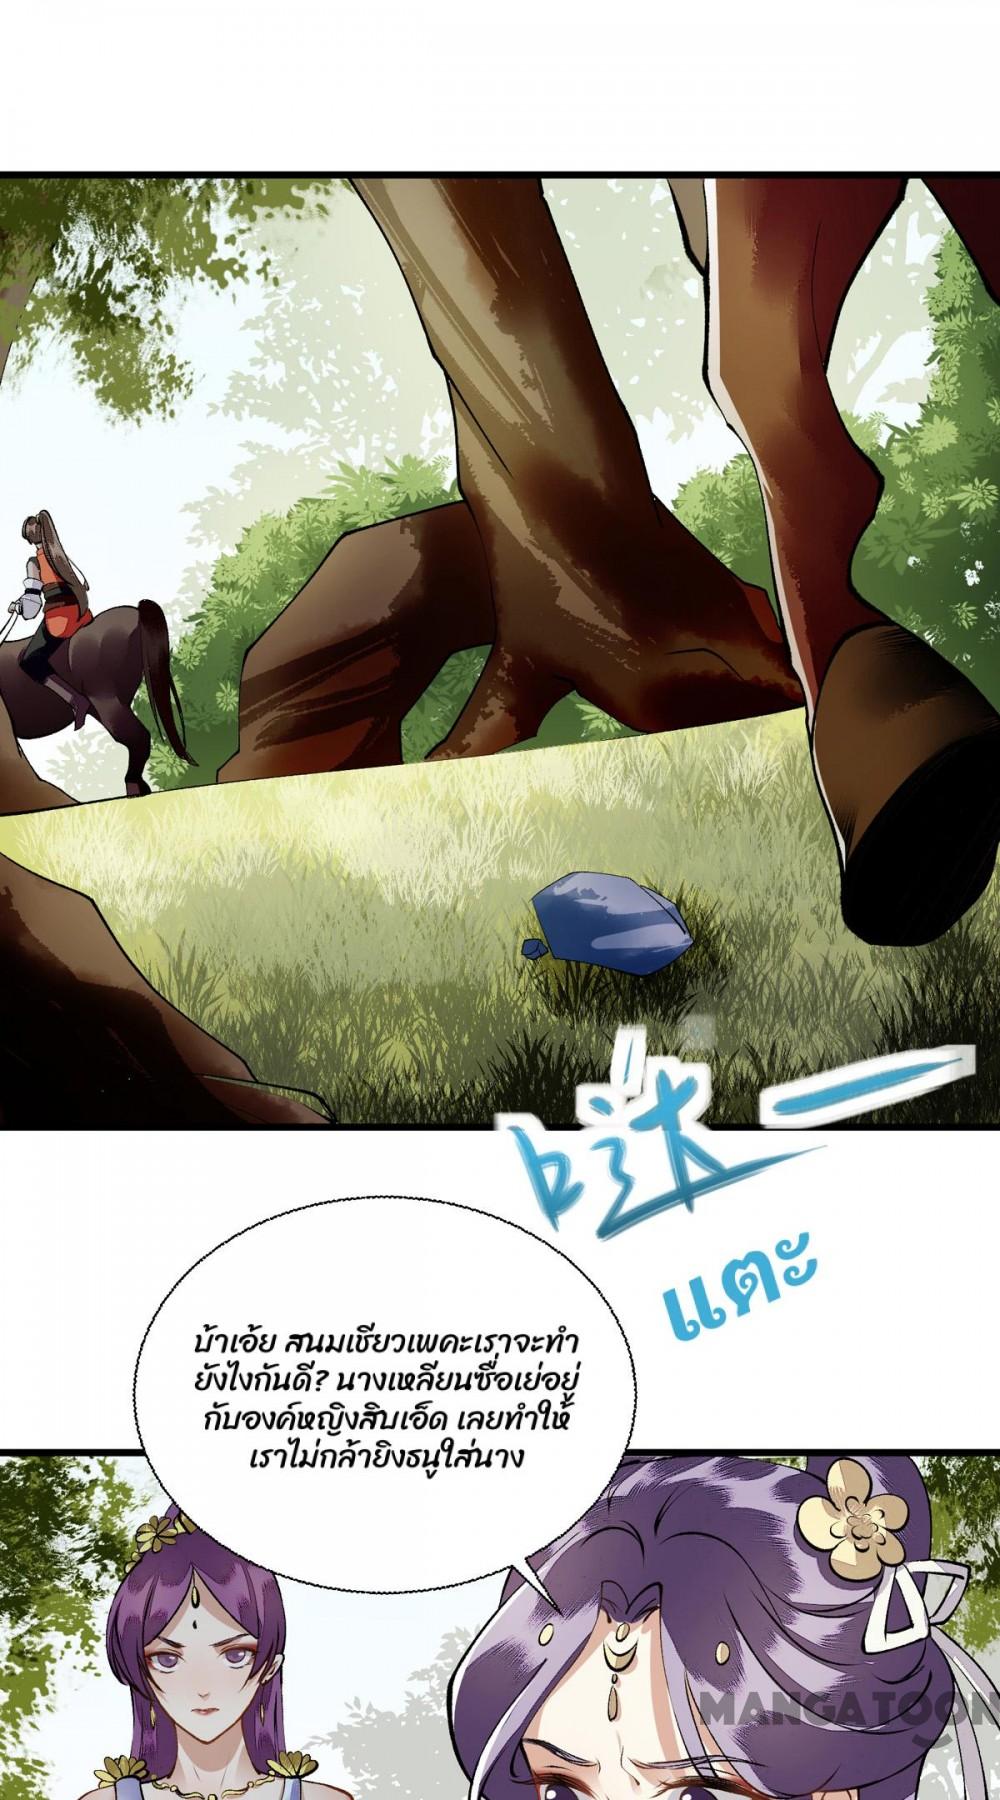 哒一
แตะ
บ้าเอ้ย สนมเชียวเพคะเราจะทำ
ยังไงกันดี? นางเหลียนซื่อเย่อยู่
กับองค์หญิงสิบเอ็ด เลยทำให้
เราไม่กล้ายิงธนูใส่นาง
MANGATOON